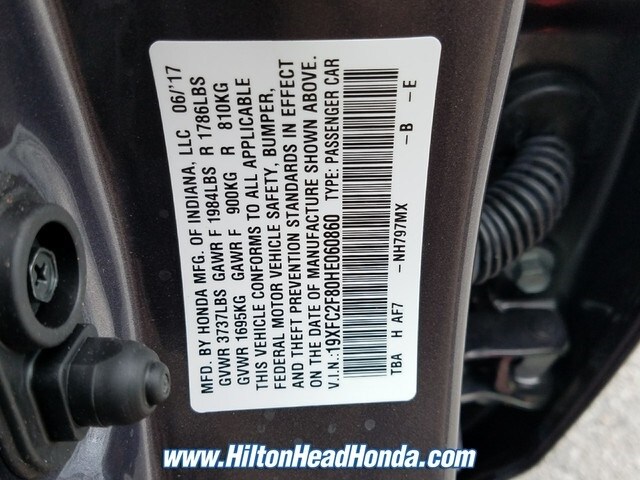 MFD. BY HONDA MFG. OF INDIANA, LLC 06/'17
GVWR 3737LBS GAWR F 1984LBS R 1786LBS
GVWR 1695KG GAWR F 900KG R 810KG
THIS VEHICLE CONFORMS TO ALL APPLICABLE
FEDERAL MOTOR VEHICLE SAFETY, BUMPER,
AND THEFT PREVENTION STANDARDS IN EFFECT
ON THE DATE OF MANUFACTURE SHOWN ABOVE.
V.I.N.:19XFC2F80HE060860 TYPE: PASSENGER CAR
TBA H AF7 -NH797MX -B -E
www.HiltonHeadHonda.com